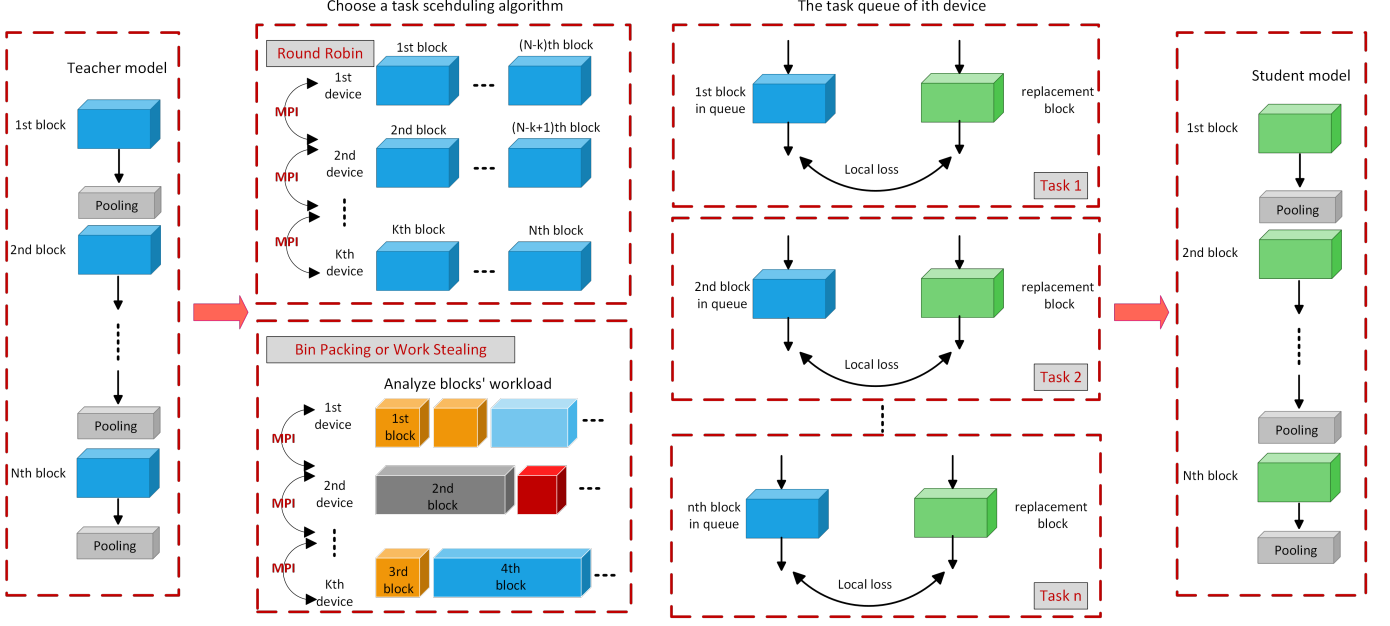 Choose a task scehduling algorithm
The task queue of ith device
Teacher model
1st block
Pooling
2nd block
Pooling
Nth block
Pooling
Round Robin
1st
device
1st block
(N-k)th block
MPI
2nd
device
2nd block
(N-k+1)th block
MPI
MPI
Kth
device
Kth block
Nth block
Bin Packing or Work Stealing
Analyze blocks' workload
1st
device
1st
block
MPI
2nd
device
2nd
block
MPI
MPI
Kth
device
3rd
block
4th
block
1st block
in queue
replacement
block
Local loss
Task 1
2nd block
in queue
replacement
block
Local loss
Task 2
nth block
in queue
replacement
block
Local loss
Task n
Student model
1st block
Pooling
2nd block
Pooling
Nth block
Pooling